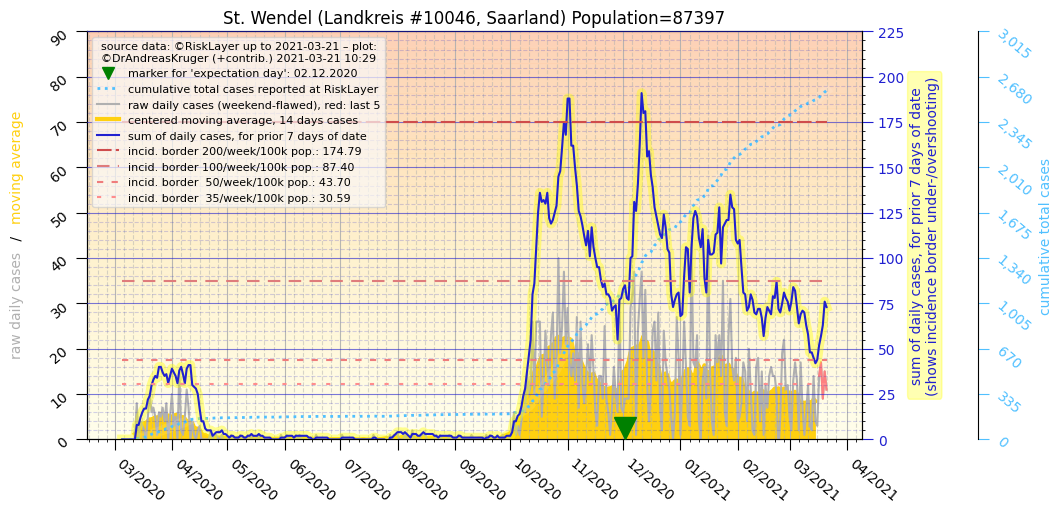 St. Wendel (Landkreis #10046, Saarland) Population=87397
source data: ©RiskLayer up to 2021-03-21 – plot:
©DrAndreasKruger (+contrib.) 2021-03-21 10:29
marker for 'expectation day': 02.12.2020
cumulative total cases reported at RiskLayer
raw daily cases (weekend-flawed), red: last 5
centered moving average, 14 days cases
sum of daily cases, for prior 7 days of date
incid. border 200/week/100k pop.: 174.79
incid. border 100/week/100k pop.: 87.40
incid. border  50/week/100k pop.: 43.70
incid. border  35/week/100k pop.: 30.59
raw daily cases / moving average
90
80
70
60
50
40
30
20
10
0
03/2020
04/2020
05/2020
06/2020
07/2020
08/2020
09/2020
10/2020
11/2020
12/2020
01/2021
02/2021
03/2021
04/2021
225
200
175
150
125
100
75
50
25
0
sum of daily cases, for prior 7 days of date
(shows incidence border under-/overshooting)
3,015
2,680
2,345
2,010
1,675
1,340
1,005
670
335
0
cumulative total cases